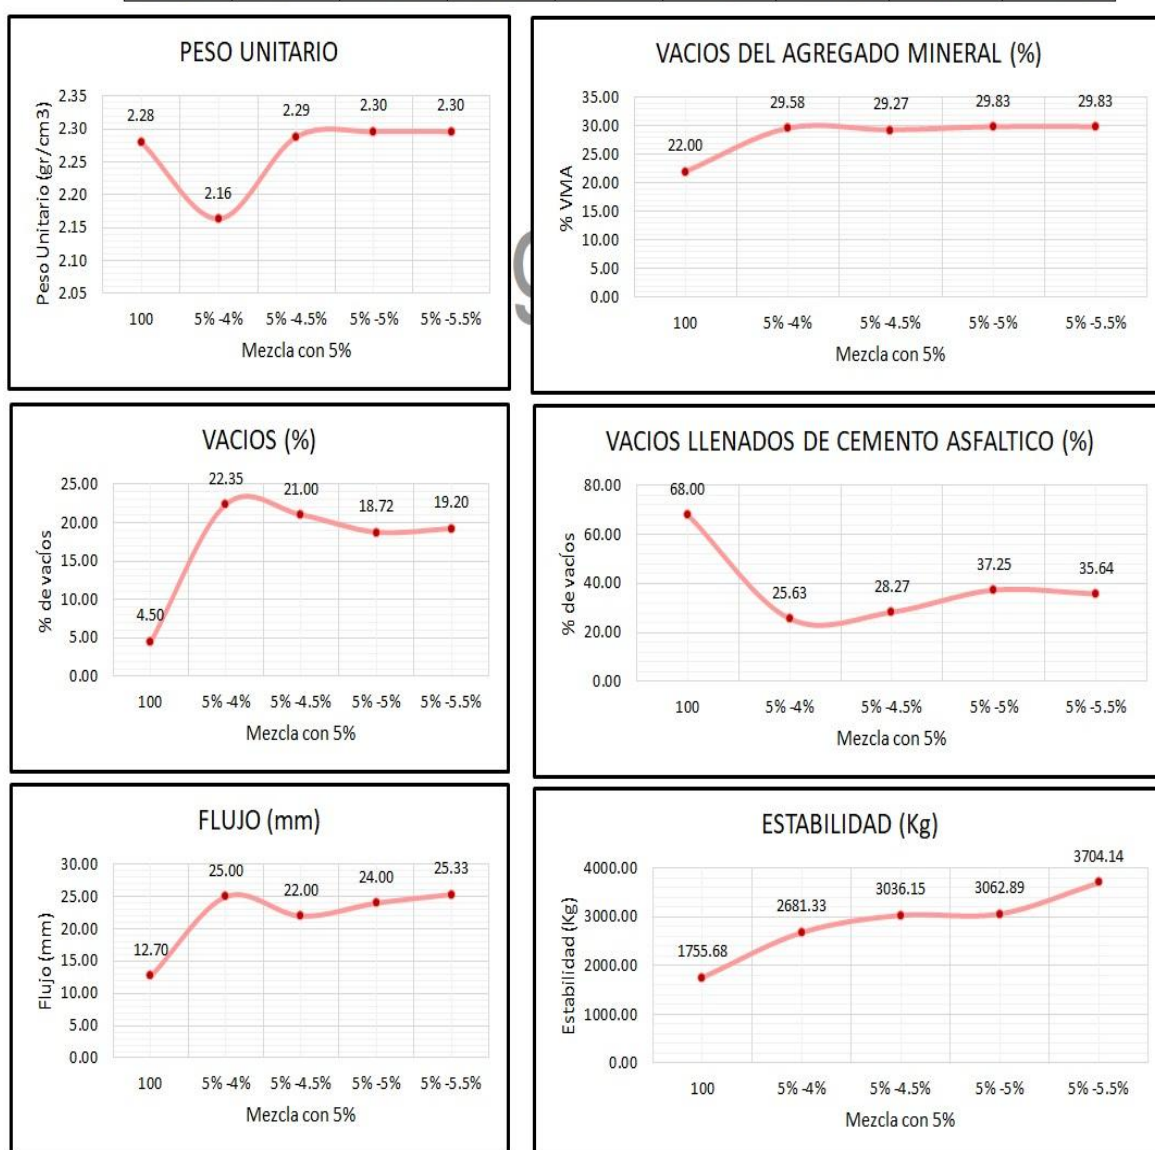 PESO UNITARIO
Peso Unitario (gr/cm3)
2.35
2.30
2.25
2.20
2.15
2.10
2.05
2.28
2.16
2.29
2.30
2.30
100 5% -4% 5% -4.5% 5% -5% 5% -5.5%
Mezcla con 5%
VACIOS DEL AGREGADO MINERAL (%)
% VMA
35.00
30.00
25.00
20.00
15.00
10.00
5.00
0.00
22.00
29.58
29.27
29.83
29.83
100 5% -4% 5% -4.5% 5% -5% 5% -5.5%
Mezcla con 5%
VACIOS (%)
% de vacíos
25.00
20.00
15.00
10.00
5.00
0.00
4.50
22.35
21.00
18.72
19.20
100 5% -4% 5% -4.5% 5% -5% 5% -5.5%
Mezcla con 5%
VACIOS LLENADOS DE CEMENTO ASFALTICO (%)
% de vacíos
80.00
60.00
40.00
20.00
0.00
68.00
25.63
28.27
37.25
35.64
100 5% -4% 5% -4.5% 5% -5% 5% -5.5%
Mezcla con 5%
FLUJO (mm)
Flujo (mm)
30.00
25.00
20.00
15.00
10.00
5.00
0.00
12.70
25.00
22.00
24.00
25.33
100 5% -4% 5% -4.5% 5% -5% 5% -5.5%
Mezcla con 5%
ESTABILIDAD (Kg)
Estabilidad (Kg)
4000.00
3000.00
2000.00
1000.00
0.00
1755.68
2681.33
3036.15
3062.89
3704.14
100 5% -4% 5% -4.5% 5% -5% 5% -5.5%
Mezcla con 5%